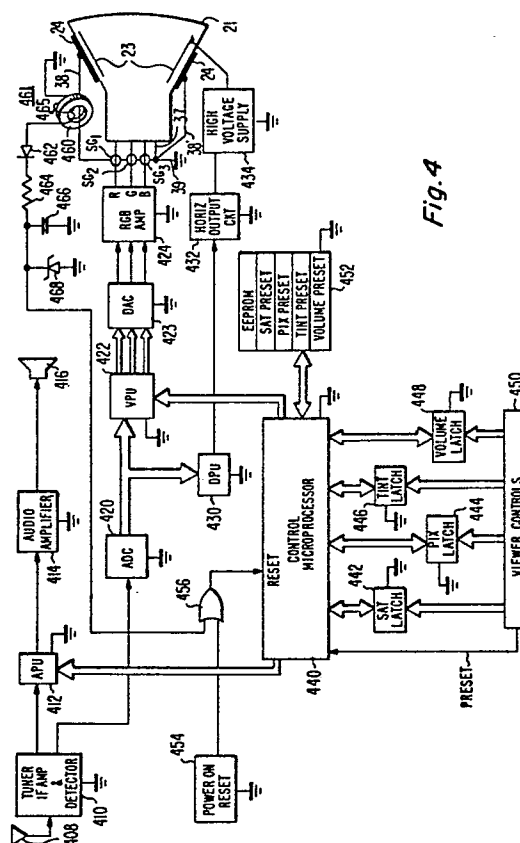 408
TUNER
IF AMP
&
DETECTOR
410
APU
412
AUDIO
AMPLIFIER
414
416
ADC
420
VPU
422
DAC
423
RGB
AMP
424
R
G
B
SG1
SG2
SG3
468
466
464
462
461
465
460
38
24
23
21
24
37
38'
39
DPU
430
HORIZ
OUTPUT
CKT
432
HIGH
VOLTAGE
SUPPLY
434
POWER ON
RESET
454
456
RESET
CONTROL
MICROPROCESSOR
440
EEPROM
SAT PRESET
PIX PRESET
TINT PRESET
VOLUME PRESET
452
SAT
LATCH
442
PIX
LATCH
444
TINT
LATCH
446
VOLUME
LATCH
448
PRESET
VIEWER CONTROLS
450
Fig. 4